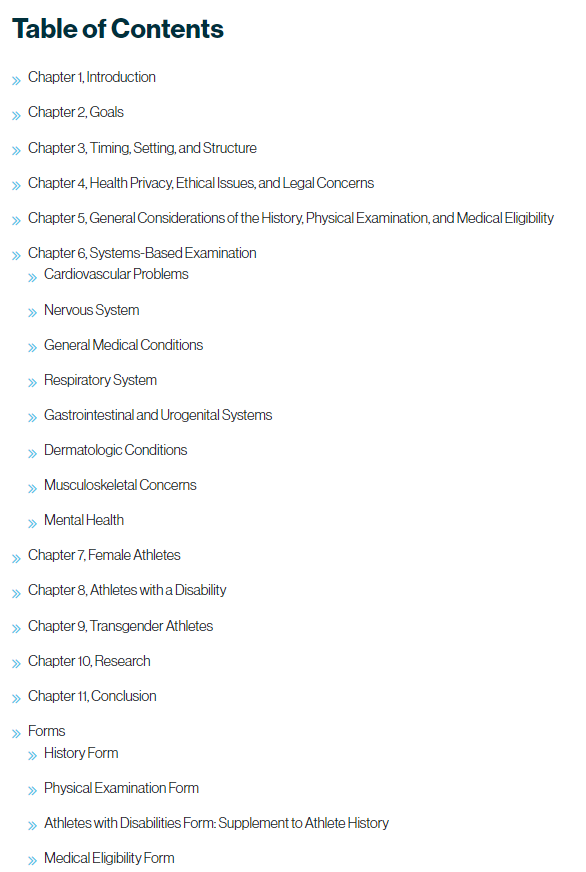 Table of Contents
Chapter 1, Introduction
Chapter 2, Goals
Chapter 3, Timing, Setting, and Structure
Chapter 4, Health Privacy, Ethical Issues, and Legal Concerns
Chapter 5, General Considerations of the History, Physical Examination, and Medical Eligibility
Chapter 6, Systems-Based Examination
Cardiovascular Problems
Nervous System
General Medical Conditions
Respiratory System
Gastrointestinal and Urogenital Systems
Dermatologic Conditions
Musculoskeletal Concerns
Mental Health
Chapter 7, Female Athletes
Chapter 8, Athletes with a Disability
Chapter 9, Transgender Athletes
Chapter 10, Research
Chapter 11, Conclusion
Forms
History Form
Physical Examination Form
Athletes with Disabilities Form: Supplement to Athlete History
Medical Eligibility Form